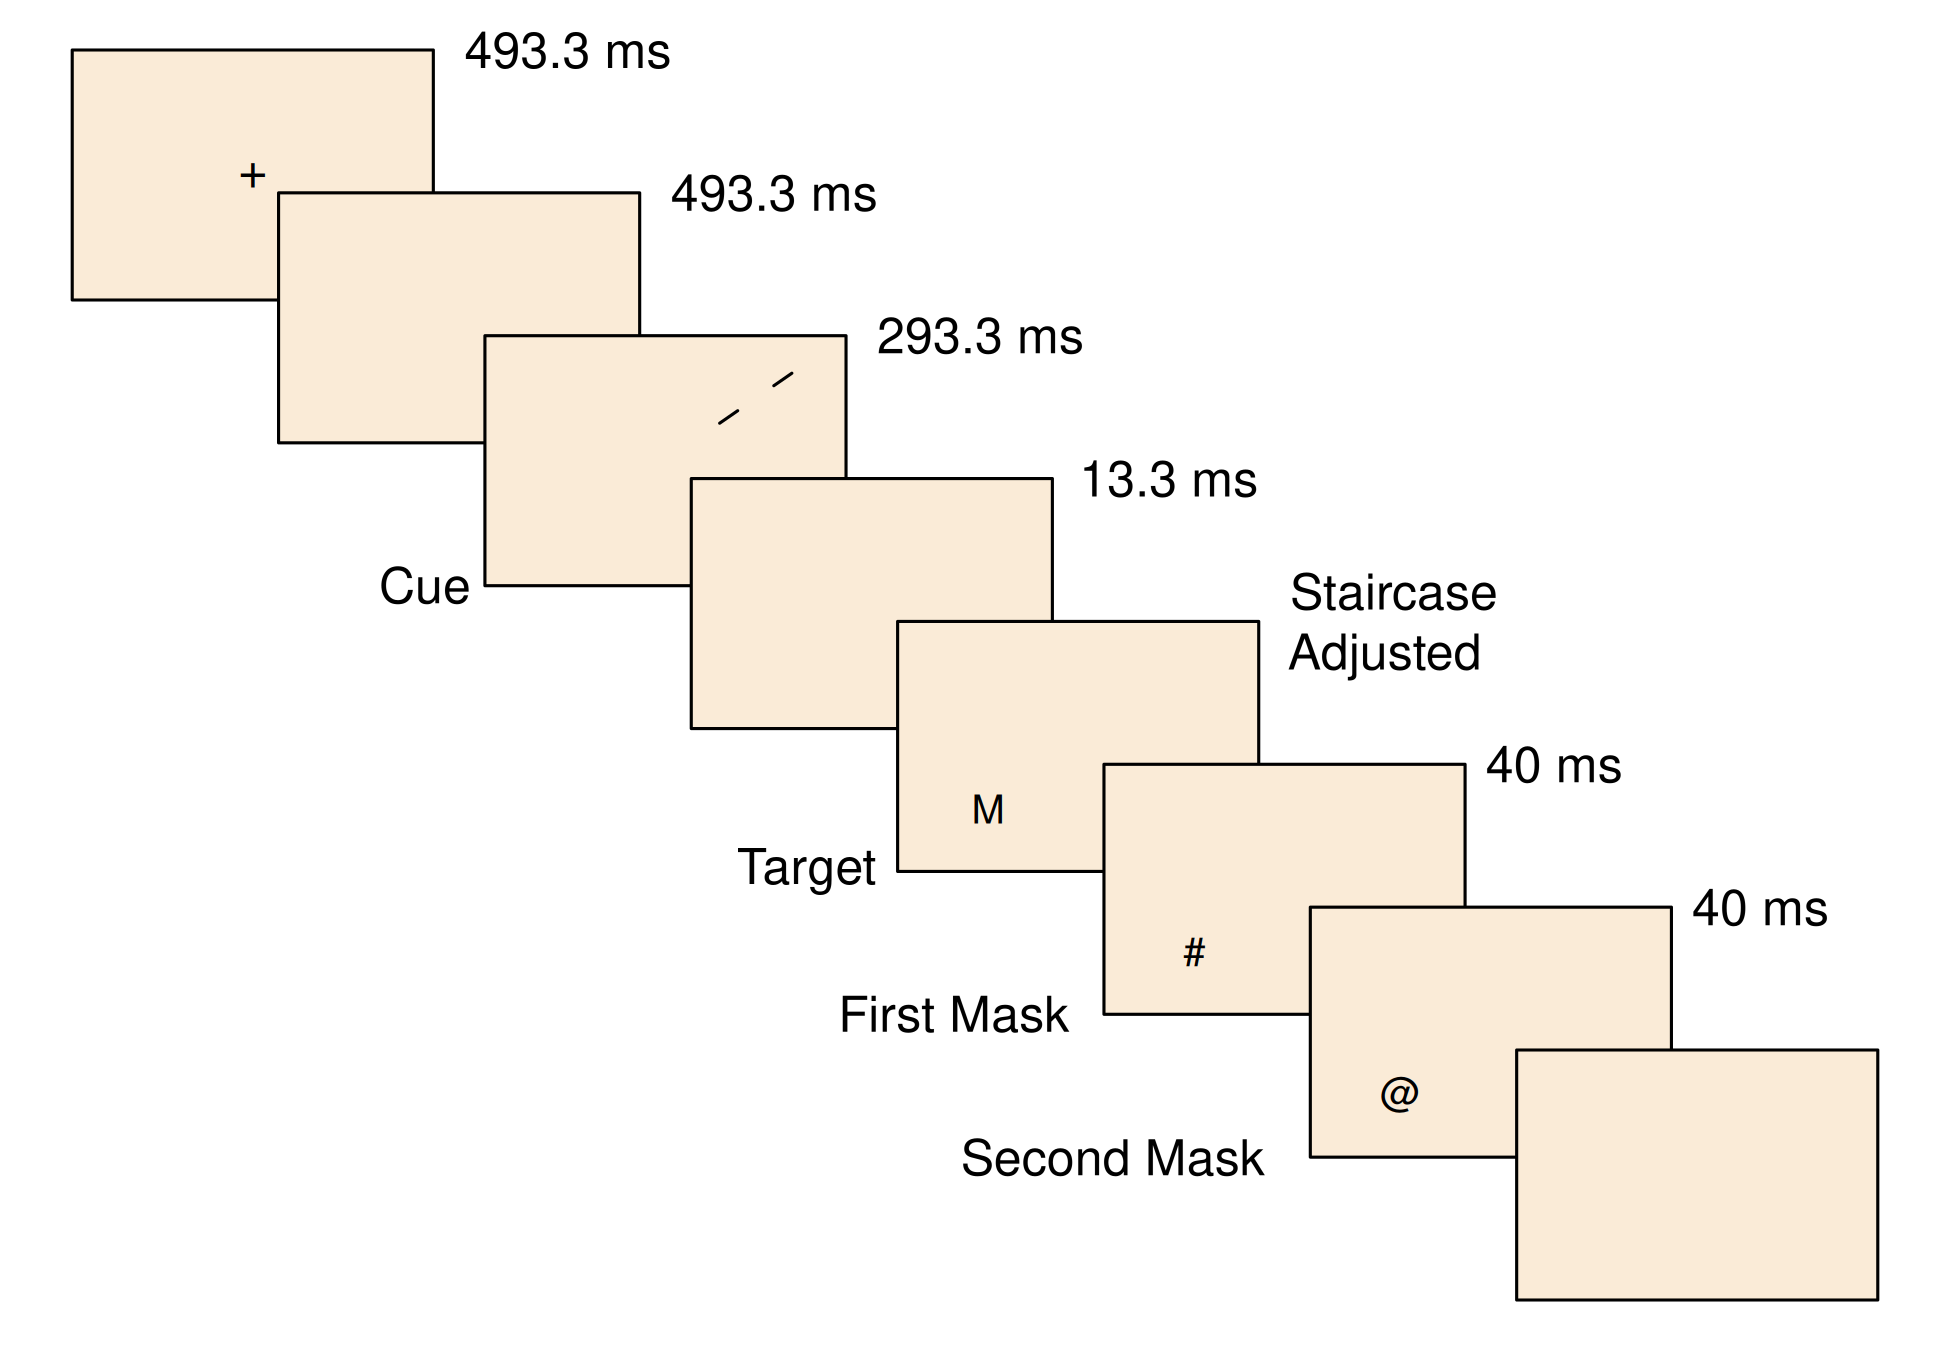 493.3 ms
+
493.3 ms
293.3 ms
Cue
13.3 ms
Staircase
Adjusted
M
Target
40 ms
#
First Mask
40 ms
@
Second Mask